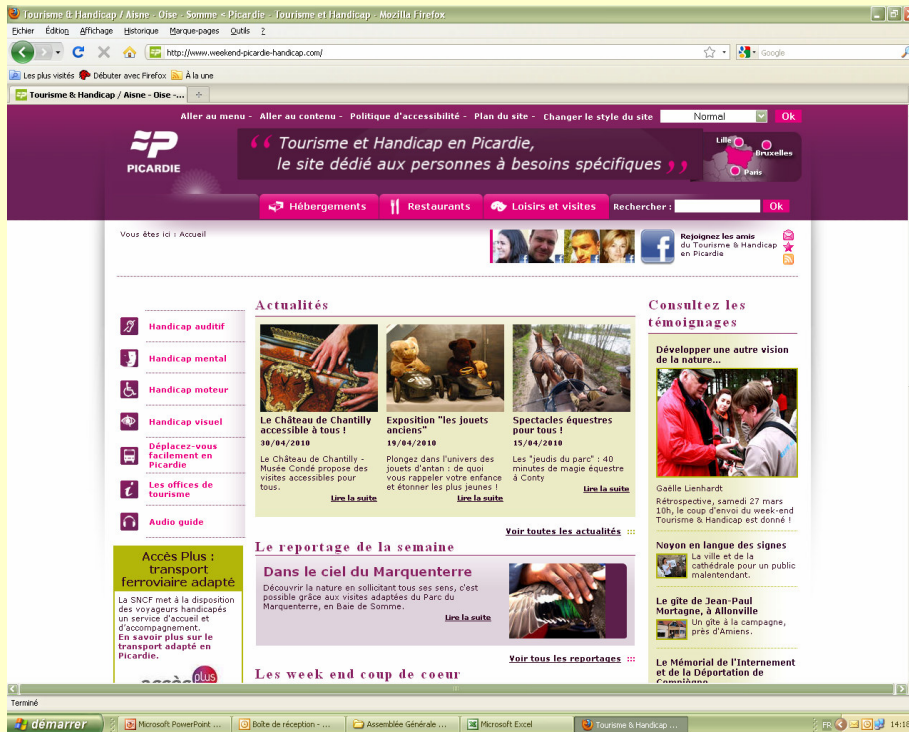 Tourisme & Handicap / Aisne - Oise - Somme < Picardie - Tourisme et Handicap - Mozilla Firefox
Fichier Édition Affichage Historique Marque-pages Outils ?
http://www.weekend-picardie-handicap.com/
Google
Les plus visités Débuter avec Firefox À la une
Tourisme & Handicap / Aisne - Oise -...
Aller au menu - Aller au contenu - Politique d'accessibilité - Plan du site - Changer le style du site Normal Ok
PICARDIE
“ Tourisme et Handicap en Picardie,
le site dédié aux personnes à besoins spécifiques ”
Lille
Bruxelles
Paris
Hébergements Restaurants Loisirs et visites Rechercher : Ok
Vous êtes ici : Accueil
Rejoignez les amis
du Tourisme & Handicap
en Picardie
Handicap auditif
Handicap mental
Handicap moteur
Handicap visuel
Déplacez-vous
facilement en
Picardie
Les offices de
tourisme
Audio guide
Accès Plus :
transport
ferroviaire adapté
La SNCF met à la disposition
des voyageurs handicapés
un service d'accueil et
d'accompagnement.
En savoir plus sur le
transport adapté en
Picardie.
accès plus
Actualités
Le Château de Chantilly
accessible à tous !
30/04/2010
Le Château de Chantilly -
Musée Condé propose des
visites accessibles pour
tous.
Lire la suite
Exposition "les jouets
anciens"
19/04/2010
Plongez dans l'univers des
jouets d'antan : de quoi
vous rappeler votre enfance
et étonner les plus jeunes !
Lire la suite
Spectacles équestres
pour tous !
15/04/2010
Les "jeudis du parc" : 40
minutes de magie équestre
à Conty
Lire la suite
Voir toutes les actualités
Le reportage de la semaine
Dans le ciel du Marquenterre
Découvrir la nature en sollicitant tous ses sens, c'est
possible grâce aux visites adaptées du Parc du
Marquenterre, en Baie de Somme.
Lire la suite
Voir tous les reportages
Les week end coup de coeur
Consultez les
témoignages
Développer une autre vision
de la nature...
Gaëlle Lienhardt
Rétrospective, samedi 27 mars
10h, le coup d'envoi du week-end
Tourisme & Handicap est donné !
Noyon en langue des signes
La ville et de la
cathédrale pour un public
malentendant.
Le gîte de Jean-Paul
Mortagne, à Allonville
Un gîte à la campagne,
près d'Amiens.
Le Mémorial de l'Internement
et de la Déportation de
Compiègne
Terminé
démarrer Microsoft PowerPoint ... Boîte de réception - ... Assemblée Générale ... Microsoft Excel Tourisme & Handicap ... FR 14:18